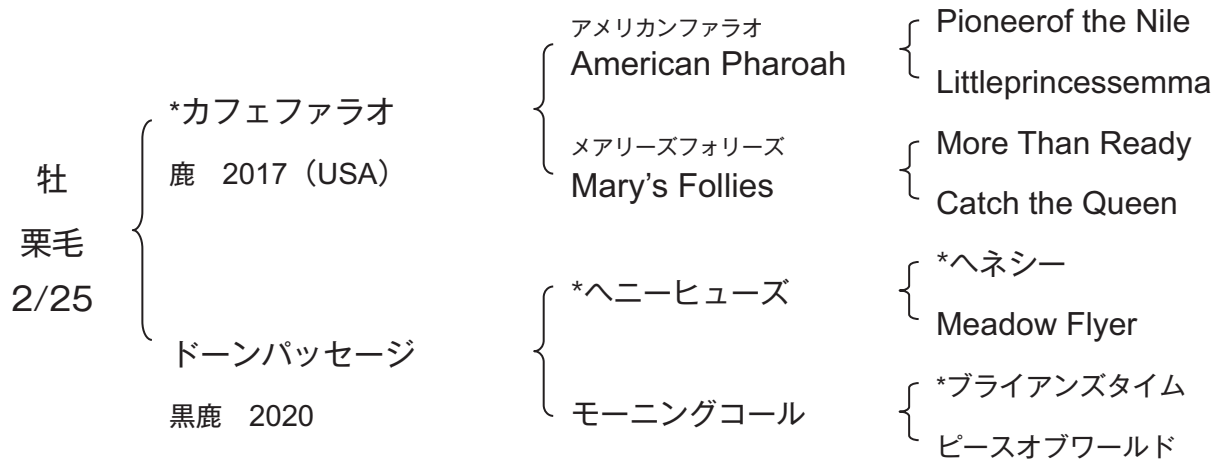 牡
栗毛
2/25
*カフェファラオ
鹿 2017（USA）
ドーンパッセージ
黒鹿 2020
アメリカンファラオ
American Pharoah
メアリーズフォリーズ
Mary's Follies
*ヘニーヒューズ
モーニングコール
Pioneerof the Nile
Littleprincessemma
More Than Ready
Catch the Queen
*ヘネシー
Meadow Flyer
*ブライアンズタイム
ピースオブワールド